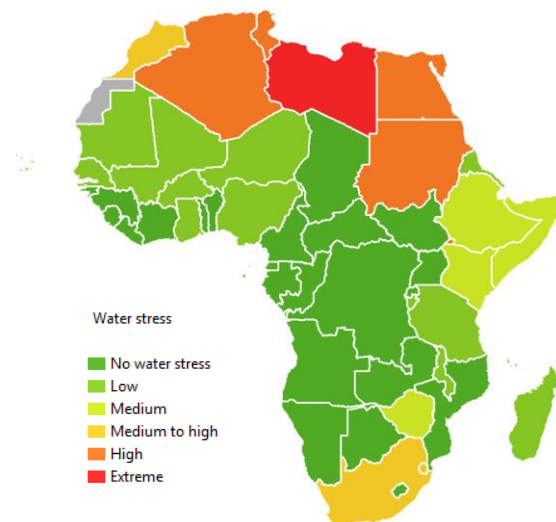 Water stress
No water stress
Low
Medium
Medium to high
High
Extreme